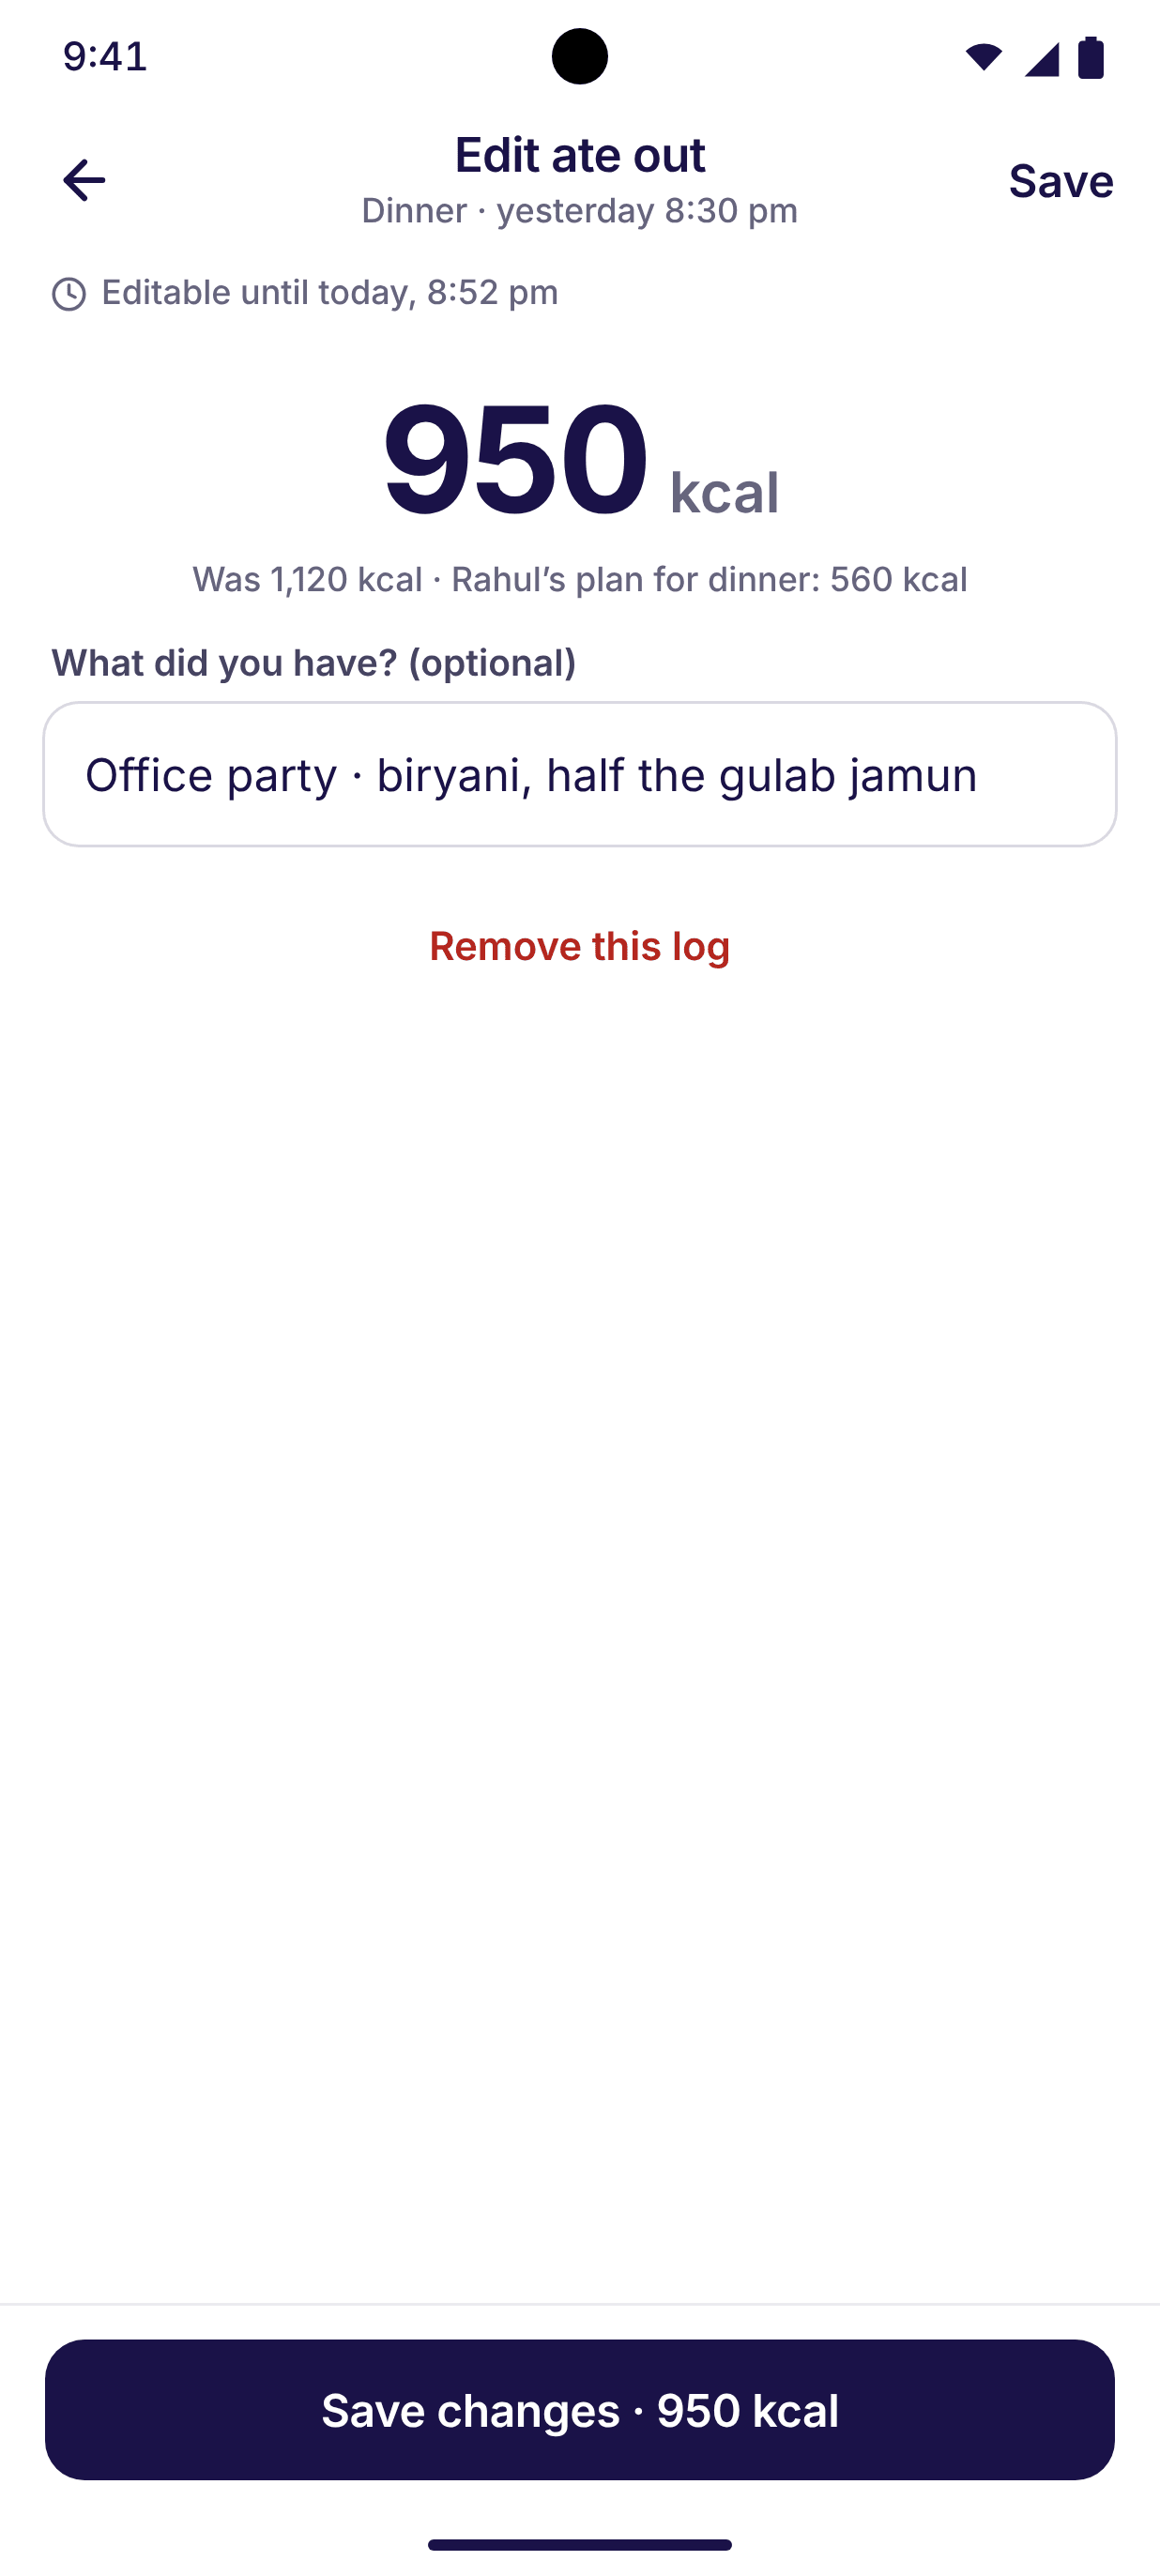 9:41
Edit ate out
Save
Dinner · yesterday 8:30 pm
Editable until today, 8:52 pm
950 kcal
Was 1,120 kcal · Rahul’s plan for dinner: 560 kcal
What did you have? (optional)
Office party · biryani, half the gulab jamun
Remove this log
Save changes · 950 kcal